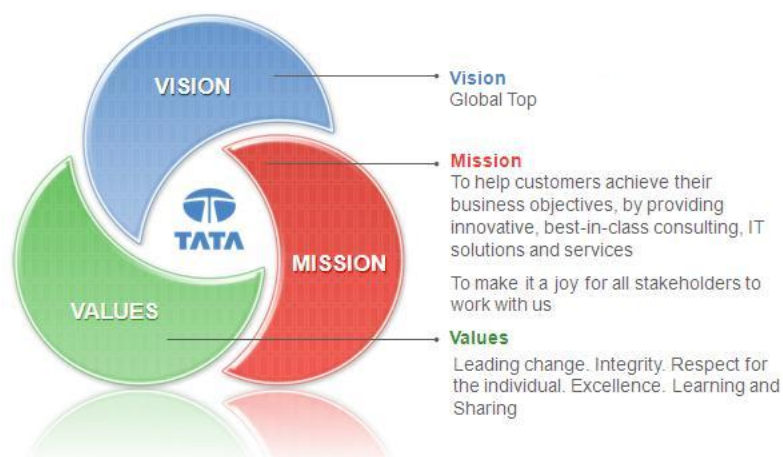 VISION
Vision
Global Top
Mission
To help customers achieve their
business objectives, by providing
innovative, best-in-class consulting, IT
solutions and services
To make it a joy for all stakeholders to
work with us
TATA
MISSION
VALUES
Values
Leading change. Integrity. Respect for
the individual. Excellence. Learning and
Sharing